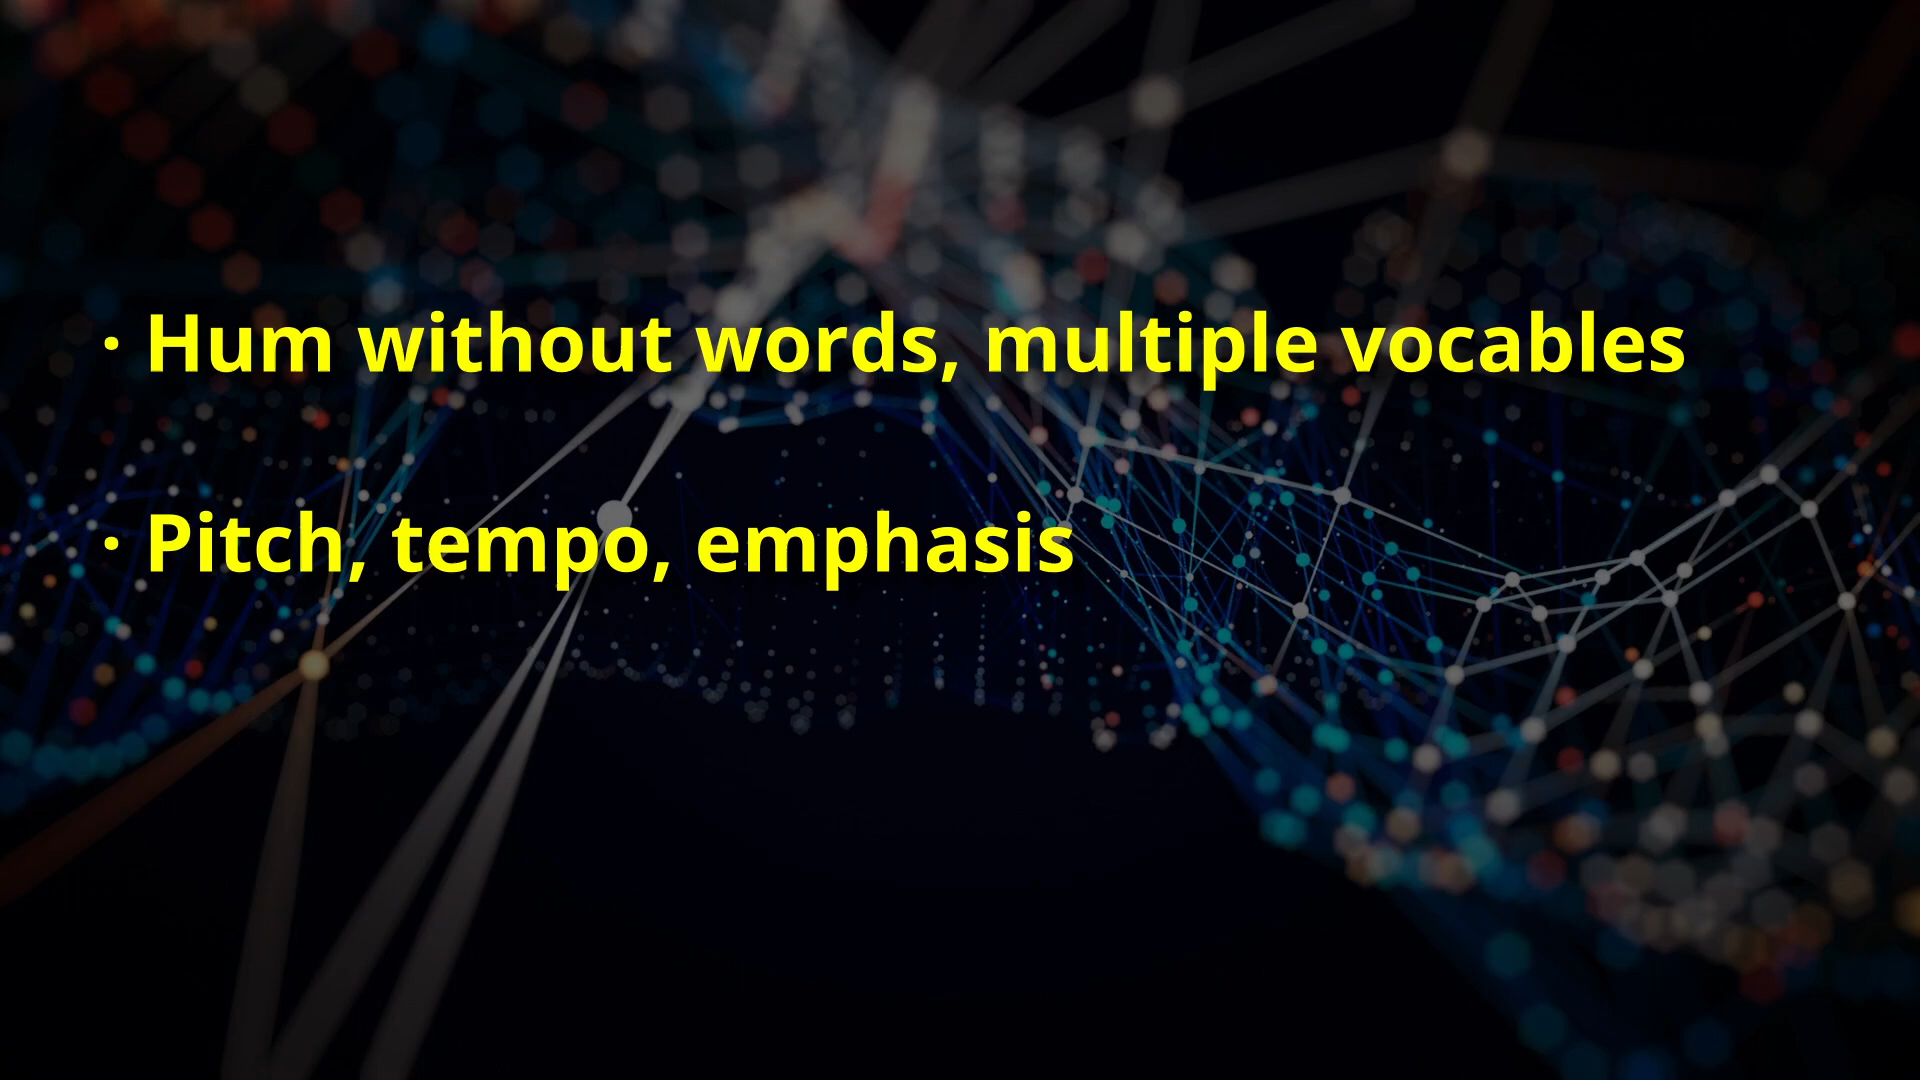 · Hum without words, multiple vocables
· Pitch, tempo, emphasis